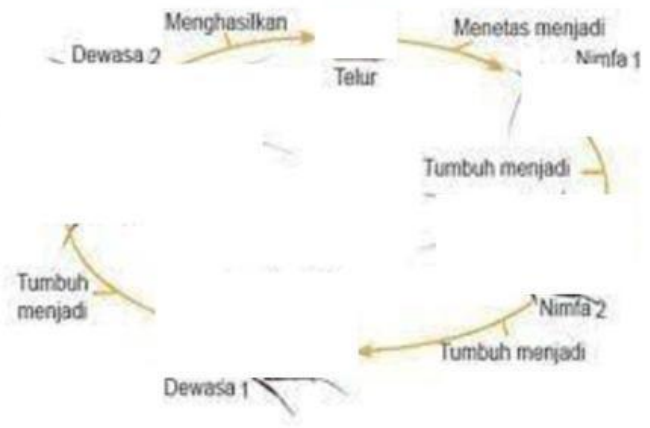 Menghasilkan
Menetas menjadi
Dewasa 2
Telur
Nimfa 1
Tumbuh menjadi
Tumbuh
menjadi
Nimfa 2
Tumbuh menjadi
Dewasa 1